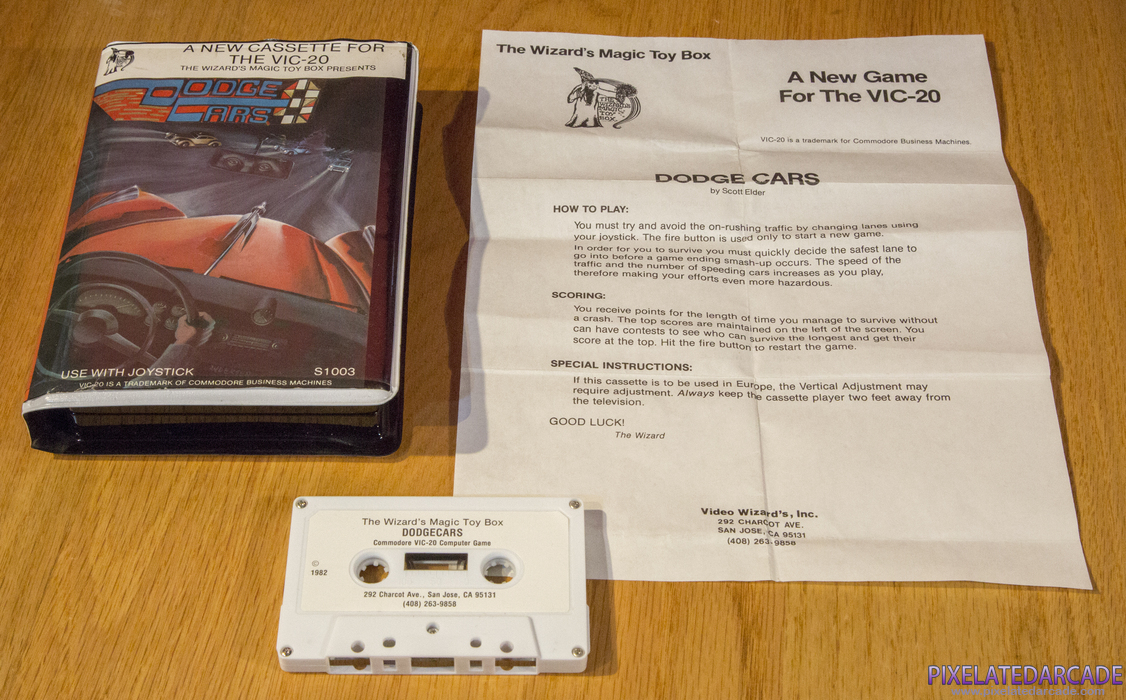 A NEW CASSETTE FOR
THE VIC-20
THE WIZARD'S MAGIC TOY BOX PRESENTS
DODGE
CARS
USE WITH JOYSTICK S1003
VIC-20 IS A TRADEMARK OF COMMODORE BUSINESS MACHINES
The Wizard's Magic Toy Box
THE
WIZARD'S
MAGIC
TOY
BOX
A New Game
For The VIC-20
VIC-20 is a trademark for Commodore Business Machines.
DODGE CARS
by Scott Elder
HOW TO PLAY:
You must try and avoid the on-rushing traffic by changing lanes using
your joystick. The fire button is used only to start a new game.
In order for you to survive you must quickly decide the safest lane to
go into before a game ending smash-up occurs. The speed of the
traffic and the number of speeding cars increases as you play,
therefore making your efforts even more hazardous.
SCORING:
You receive points for the length of time you manage to survive without
a crash. The top scores are maintained on the left of the screen. You
can have contests to see who can survive the longest and get their
score at the top. Hit the fire button to restart the game.
SPECIAL INSTRUCTIONS:
If this cassette is to be used in Europe, the Vertical Adjustment may
require adjustment. Always keep the cassette player two feet away from
the television.
GOOD LUCK!
The Wizard
Video Wizard's, Inc.
292 CHARCOT AVE.
SAN JOSE, CA 95131
(408) 263-9858
The Wizard's Magic Toy Box
DODGECARS
Commodore VIC-20 Computer Game
©
1982
292 Charcot Ave., San Jose, CA 95131
(408) 263-9858
PIXELATEDARCADE
www.pixelatedarcade.com